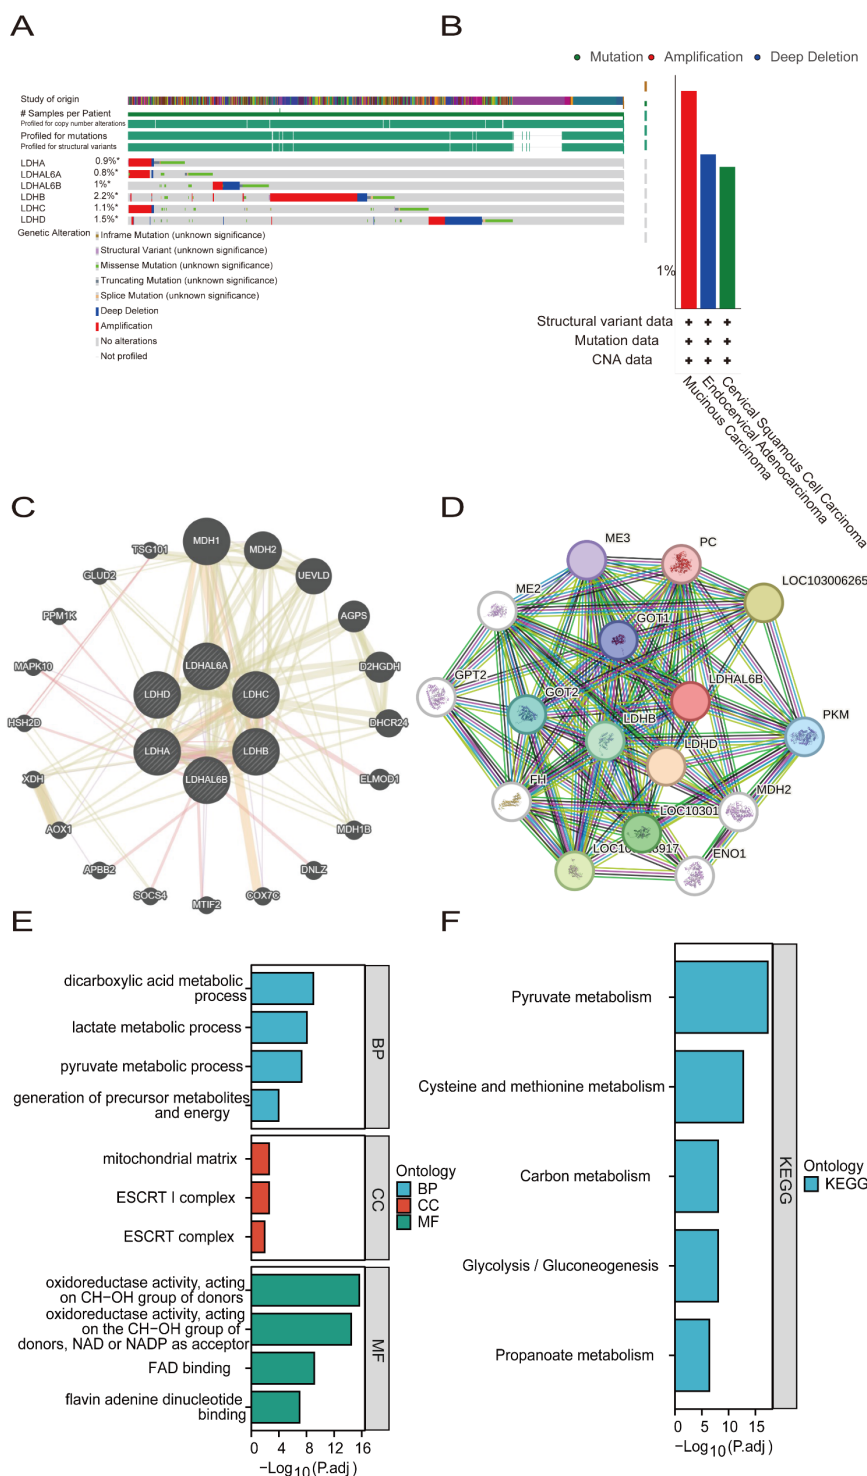 A
Study of origin
# Samples per Patient
Profiled for copy number alterations
Profiled for mutations
Profiled for structural variants
LDHA 0.9%*
LDHAL6A 0.8%*
LDHAL6B 1%*
LDHB 2.2%*
LDHC 1.1%*
LDHD 1.5%*
Genetic Alteration
Inframe Mutation (unknown significance)
Structural Variant (unknown significance)
Missense Mutation (unknown significance)
Truncating Mutation (unknown significance)
Splice Mutation (unknown significance)
Deep Deletion
Amplification
No alterations
Not profiled
B
Mutation Amplification Deep Deletion
1%
Structural variant data + + +
Mutation data + + +
CNA data + + +
Mucinous Carcinoma
Endocervical Adenocarcinoma
Cervical Squamous Cell Carcinoma
C
MDH1
MDH2
UEVLD
AGPS
D2HGDH
DHCR24
ELMOD1
MDH1B
DNLZ
COX7C
MTIF2
SOCS4
APBB2
AOX1
XDH
HSH2D
MAPK10
PPM1K
GLUD2
TSG101
LDHAL6A
LDHC
LDHB
LDHAL6B
LDHA
LDHD
D
ME3
PC
LOC103006265
ME2
GOT1
GPT2
GOT2
LDHAL6B
LDHB
LDHD
PKM
FH
MDH2
LOC10301
ENO1
E
dicarboxylic acid metabolic
process
lactate metabolic process
pyruvate metabolic process
generation of precursor metabolites
and energy
BP
mitochondrial matrix
ESCRT I complex
ESCRT complex
CC
oxidoreductase activity, acting
on CH−OH group of donors
oxidoreductase activity, acting
on the CH−OH group of
donors, NAD or NADP as acceptor
FAD binding
flavin adenine dinucleotide
binding
MF
0 4 8 12 16
−Log10(P.adj)
Ontology
BP
CC
MF
F
Pyruvate metabolism
Cysteine and methionine metabolism
Carbon metabolism
Glycolysis / Gluconeogenesis
Propanoate metabolism
KEGG
0 5 10 15
−Log10(P.adj)
Ontology
KEGG